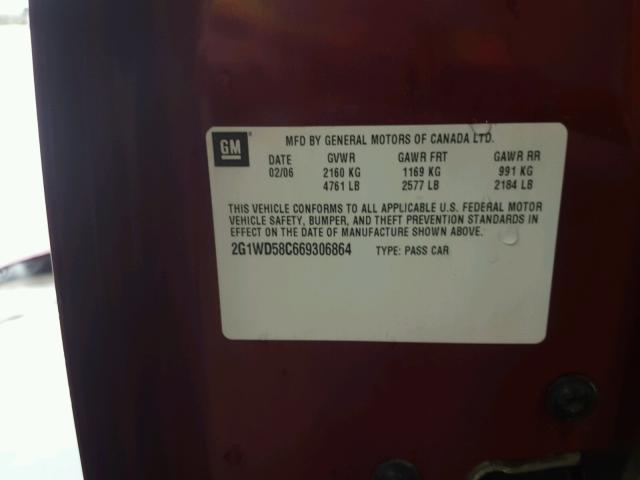 GM ® MFD BY GENERAL MOTORS OF CANADA LTD.
DATE GVWR GAWR FRT GAWR RR
02/06 2160 KG 1169 KG 991 KG
4761 LB 2577 LB 2184 LB
THIS VEHICLE CONFORMS TO ALL APPLICABLE U.S. FEDERAL MOTOR
VEHICLE SAFETY, BUMPER, AND THEFT PREVENTION STANDARDS IN
EFFECT ON THE DATE OF MANUFACTURE SHOWN ABOVE.
2G1WD58C669306864 TYPE: PASS CAR